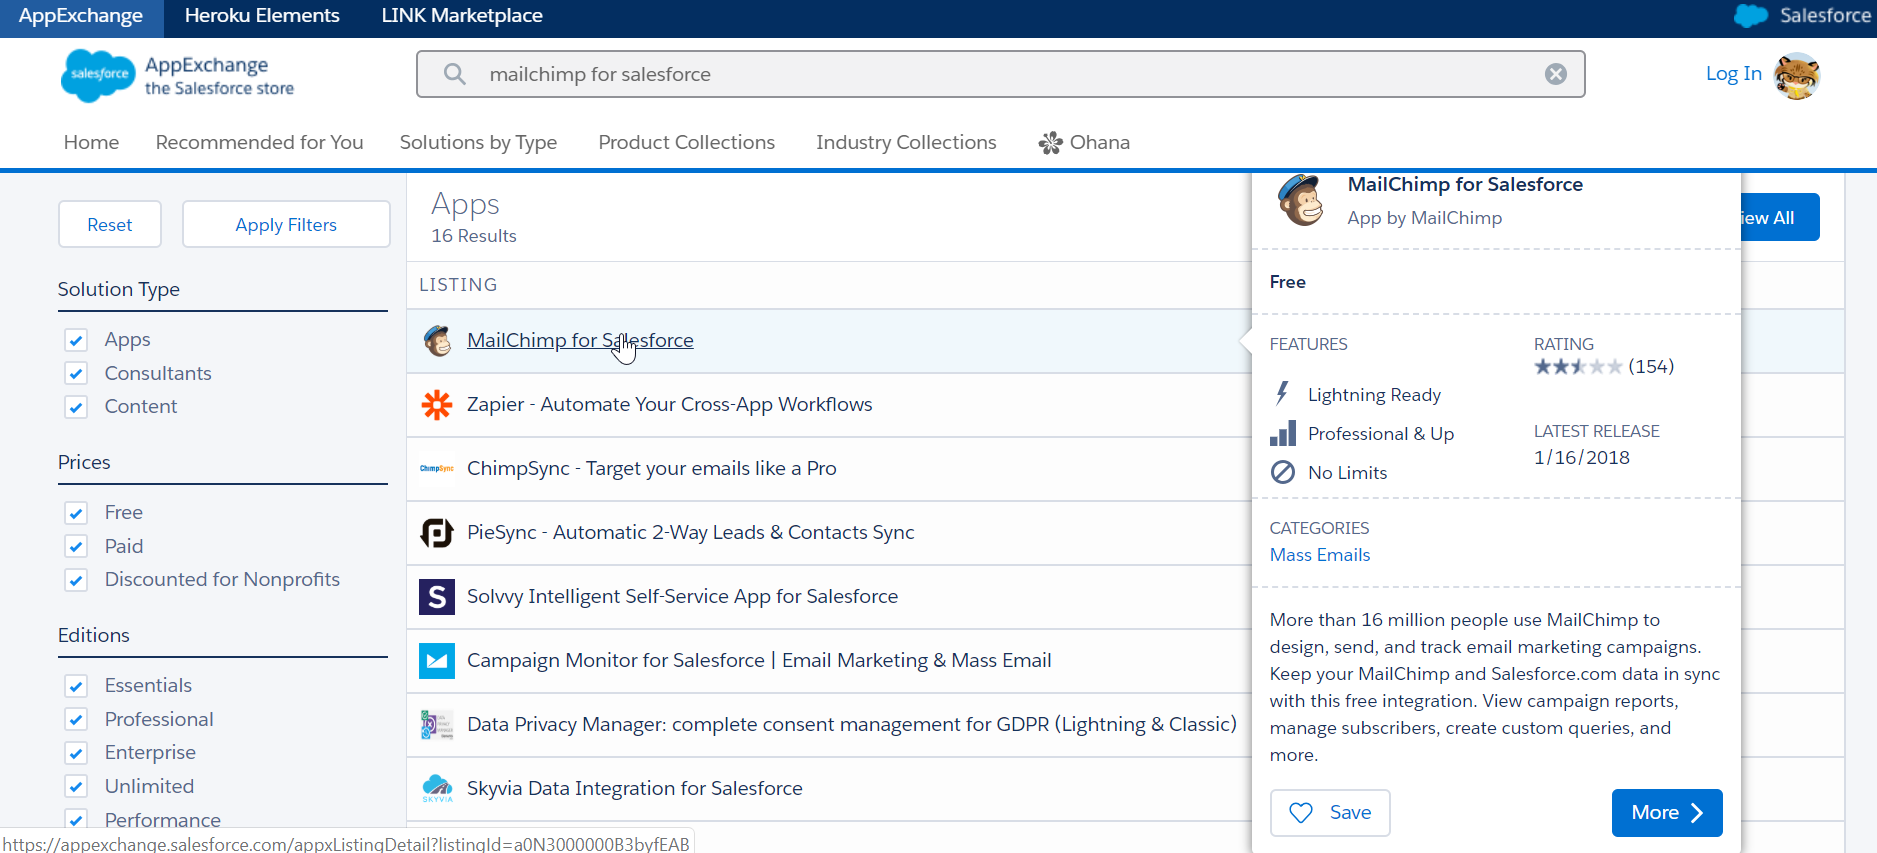 AppExchange Heroku Elements LINK Marketplace Salesforce
salesforce AppExchange
the Salesforce store
mailchimp for salesforce
Log In
Home Recommended for You Solutions by Type Product Collections Industry Collections Ohana
Reset Apply Filters
Solution Type
Apps
Consultants
Content
Prices
Free
Paid
Discounted for Nonprofits
Editions
Essentials
Professional
Enterprise
Unlimited
Performance
Apps
16 Results
iew All
LISTING
MailChimp for Salesforce
Zapier - Automate Your Cross-App Workflows
ChimpSync ChimpSync - Target your emails like a Pro
PieSync - Automatic 2-Way Leads & Contacts Sync
S Solvvy Intelligent Self-Service App for Salesforce
Campaign Monitor for Salesforce | Email Marketing & Mass Email
Data Privacy Manager: complete consent management for GDPR (Lightning & Classic)
SKYVIA Skyvia Data Integration for Salesforce
MailChimp for Salesforce
App by MailChimp
Free
FEATURES
Lightning Ready
Professional & Up
No Limits
RATING
(154)
LATEST RELEASE
1/16/2018
CATEGORIES
Mass Emails
More than 16 million people use MailChimp to
design, send, and track email marketing campaigns.
Keep your MailChimp and Salesforce.com data in sync
with this free integration. View campaign reports,
manage subscribers, create custom queries, and
more.
Save More
https://appexchange.salesforce.com/appxListingDetail?listingId=a0N3000000B3byfEAB